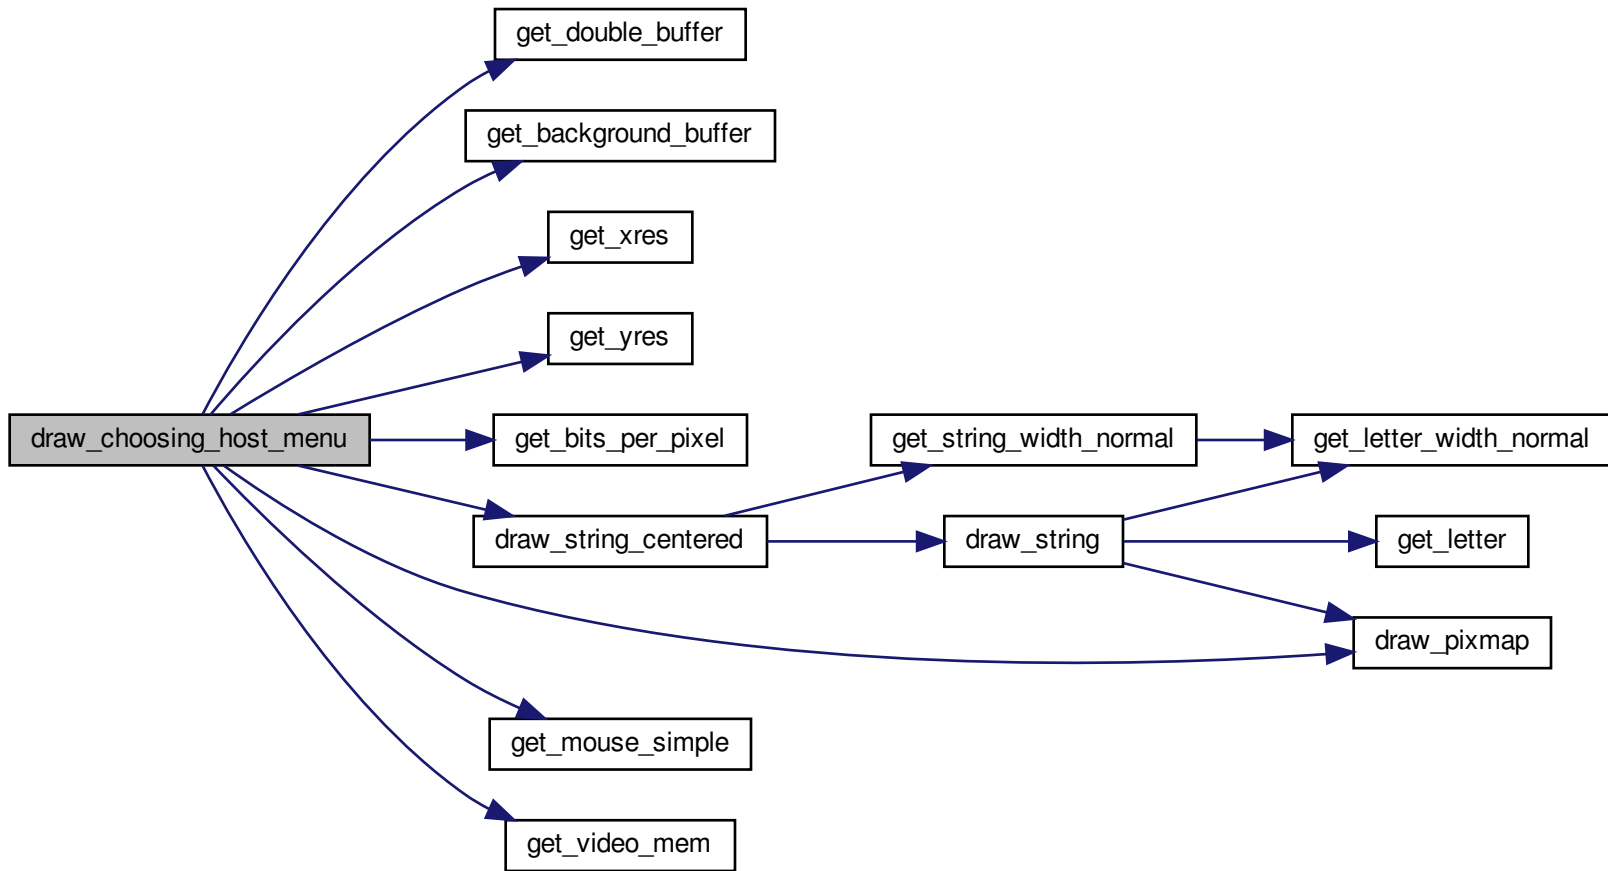 get_double_buffer
get_background_buffer
get_xres
get_yres
draw_choosing_host_menu
get_bits_per_pixel
get_string_width_normal
get_letter_width_normal
draw_string_centered
draw_string
get_letter
draw_pixmap
get_mouse_simple
get_video_mem